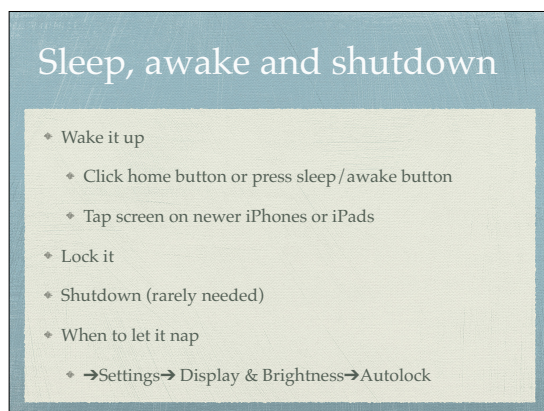 Sleep, awake and shutdown
Wake it up
Click home button or press sleep/awake button
Tap screen on newer iPhones or iPads
Lock it
Shutdown (rarely needed)
When to let it nap
➔Settings➔ Display & Brightness➔Autolock